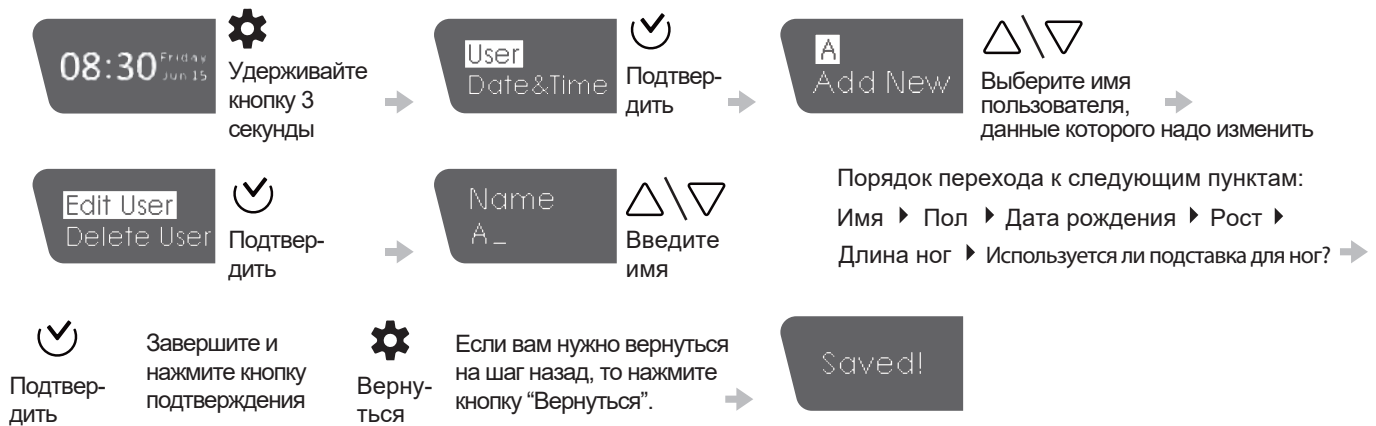 08:30 Friday
Jun 15
Удерживайте
кнопку 3
секунды
User
Date&Time
Подтвер-
дить
A
Add New
Выберите имя
пользователя,
данные которого надо изменить
Edit User
Delete User
Подтвер-
дить
Name
A_
Введите
имя
Порядок перехода к следующим пунктам:
Имя ▶ Пол ▶ Дата рождения ▶ Рост ▶
Длина ног ▶ Используется ли подставка для ног?
Подтвер-
дить
Завершите и
нажмите кнопку
подтверждения
Верну-
ться
Если вам нужно вернуться
на шаг назад, то нажмите
кнопку “Вернуться”.
Saved!